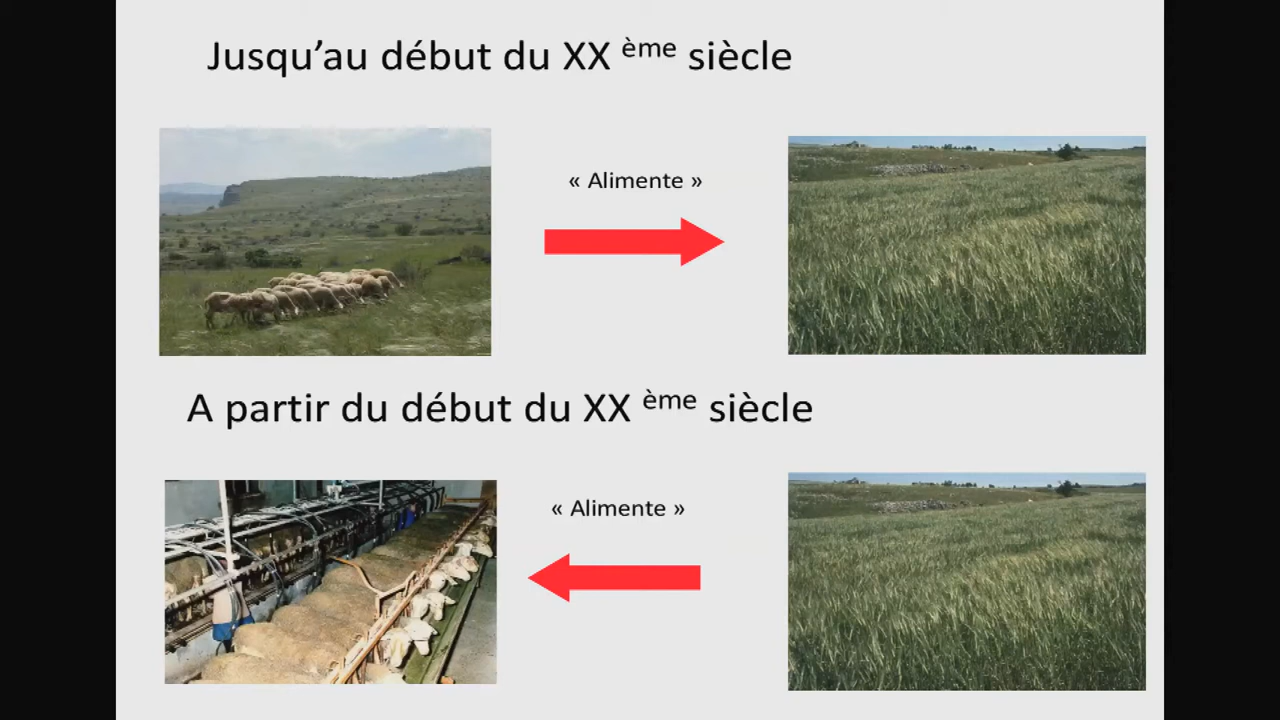 Jusqu’au début du XX ème siècle
« Alimente »
A partir du début du XX ème siècle
« Alimente »